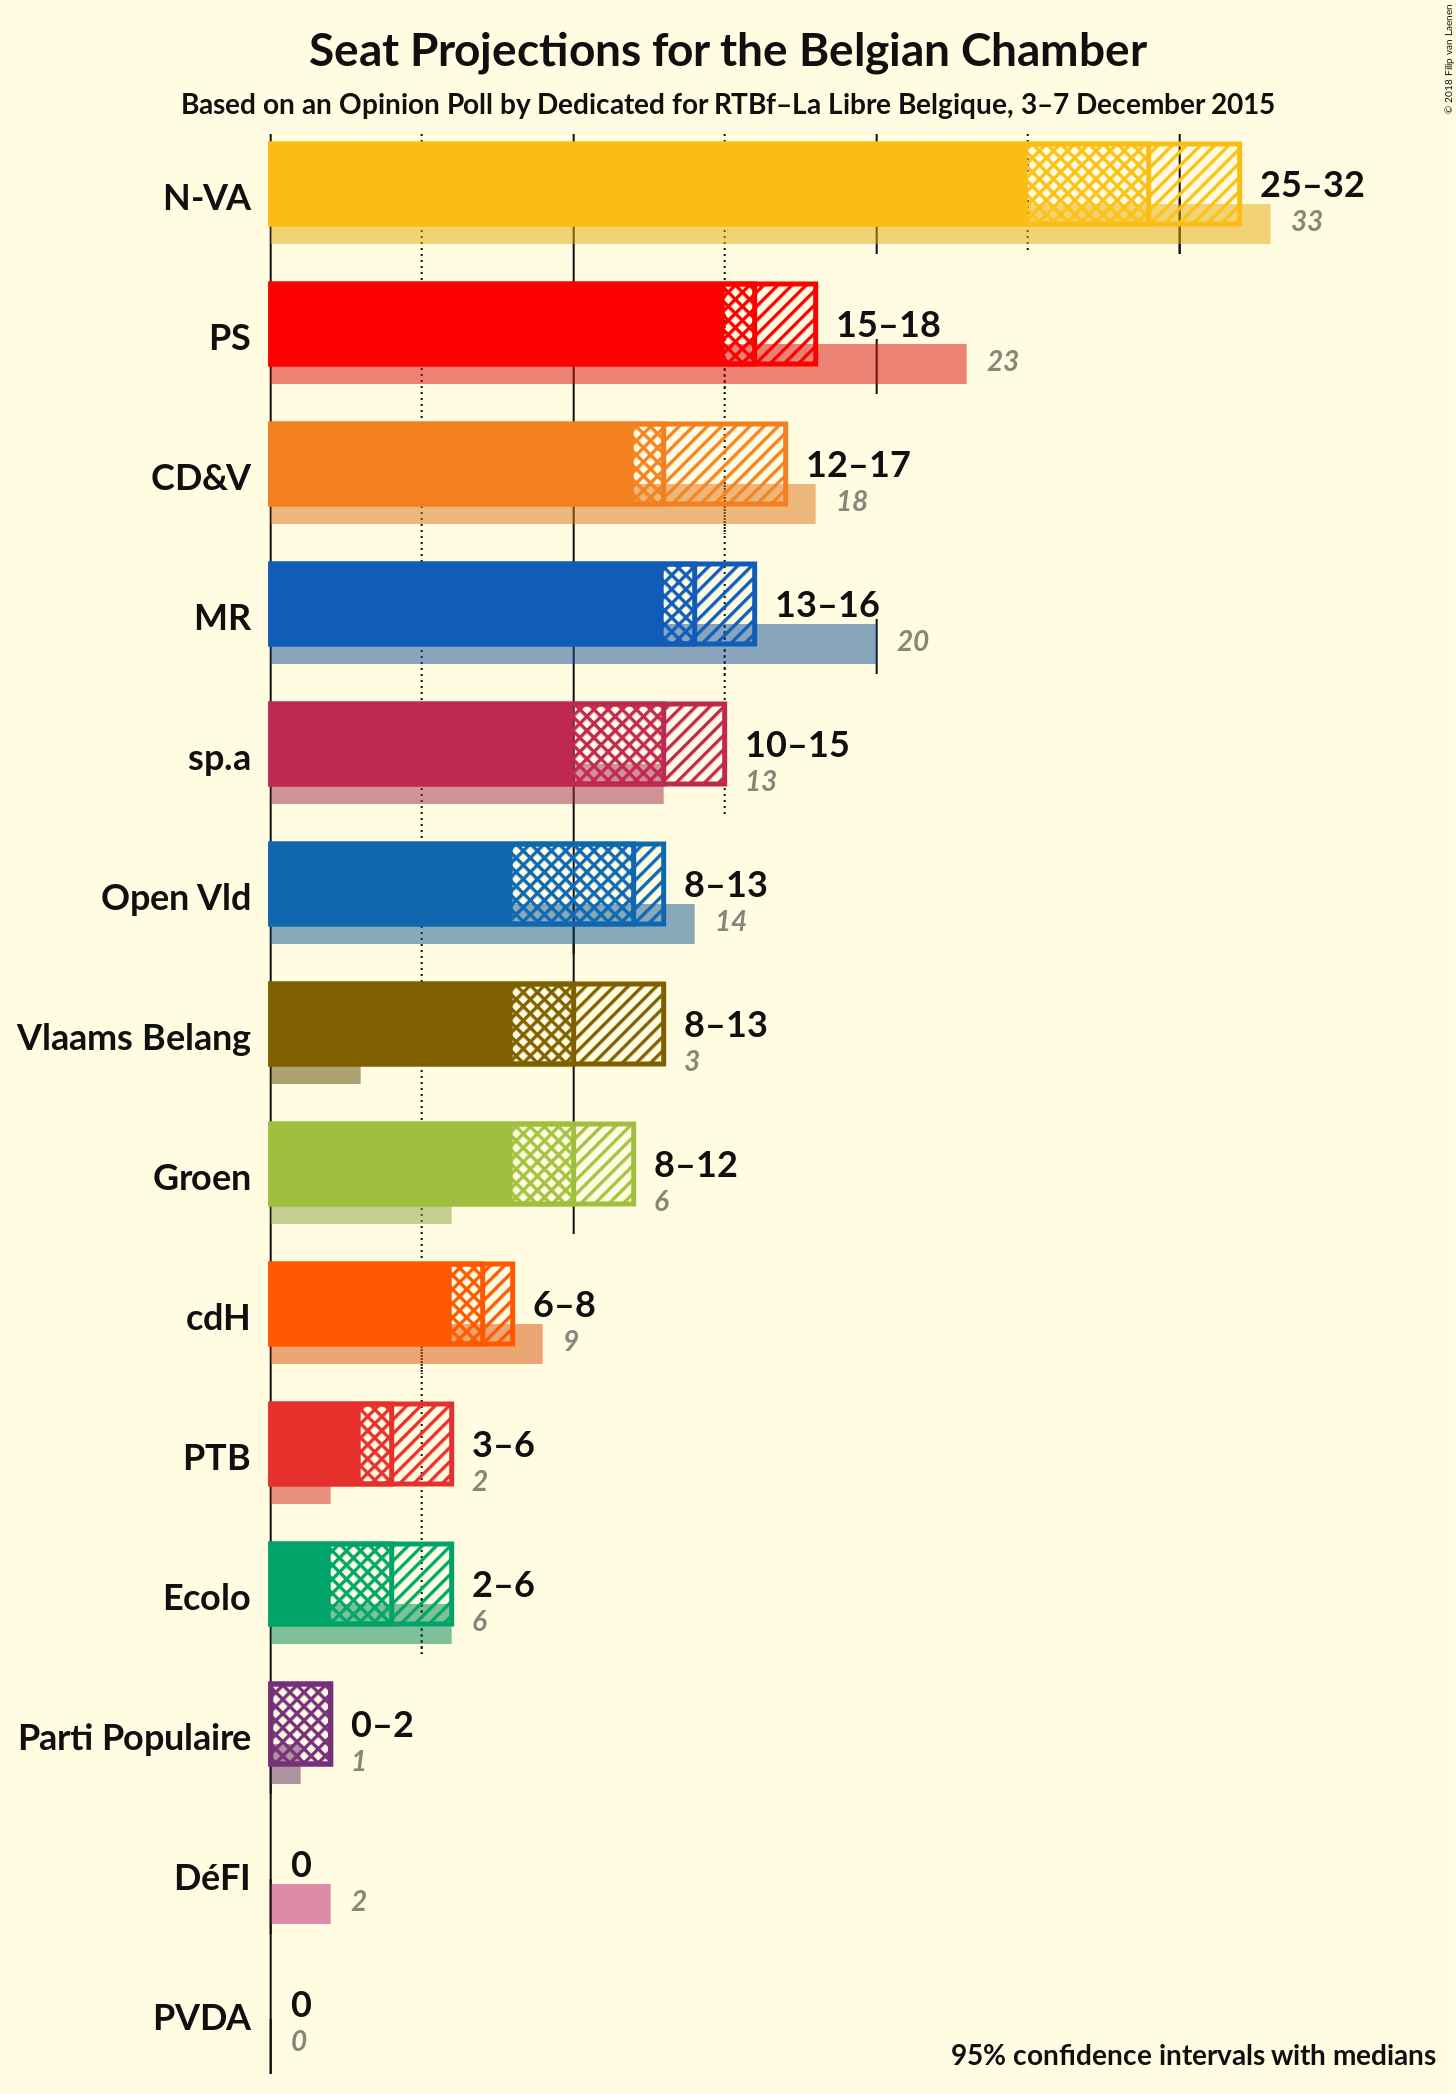 Seat Projections for the Belgian Chamber
Based on an Opinion Poll by Dedicated for RTBf–La Libre Belgique, 3–7 December 2015
© 2018 Filip van Laenen
N-VA
25–32
33
PS
15–18
23
CD&V
12–17
18
MR
13–16
20
sp.a
10–15
13
Open Vld
8–13
14
Vlaams Belang
8–13
3
Groen
8–12
6
cdH
6–8
9
PTB
3–6
2
Ecolo
2–6
6
Parti Populaire
0–2
1
DéFI
0
2
PVDA
0
0
95% confidence intervals with medians